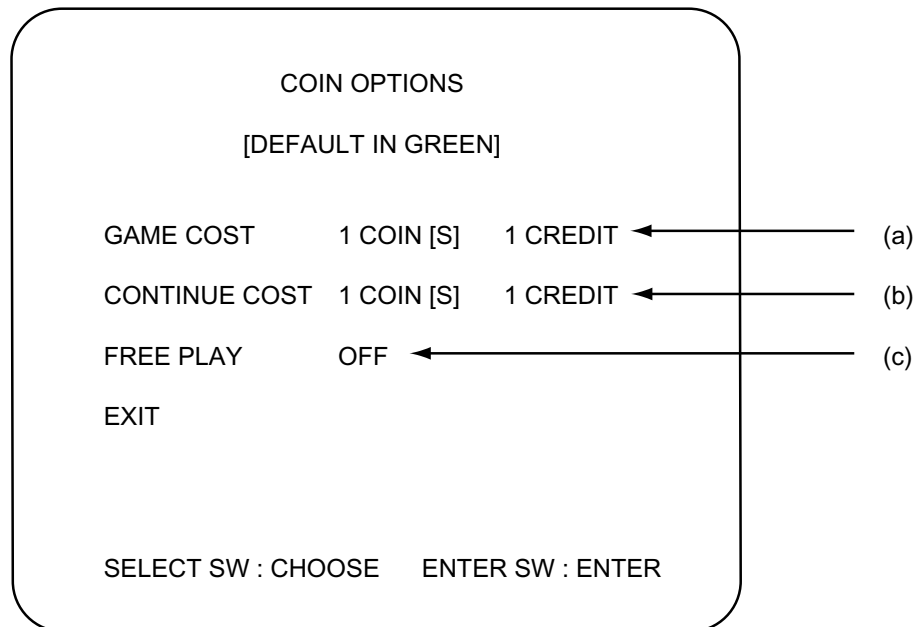 COIN OPTIONS
[DEFAULT IN GREEN]
GAME COST 1 COIN [S] 1 CREDIT (a)
CONTINUE COST 1 COIN [S] 1 CREDIT (b)
FREE PLAY OFF (c)
EXIT
SELECT SW : CHOOSE ENTER SW : ENTER